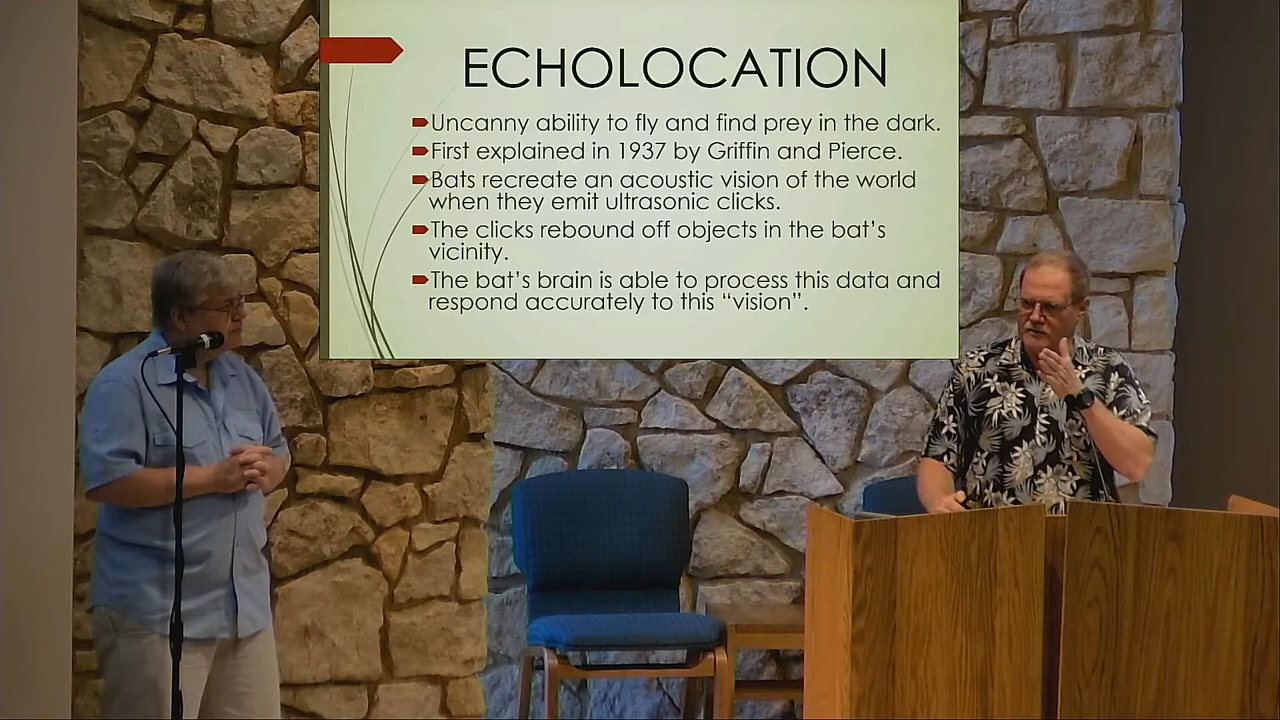 ECHOLOCATION
Uncanny ability to fly and find prey in the dark.
First explained in 1937 by Griffin and Pierce.
Bats recreate an acoustic vision of the world
when they emit ultrasonic clicks.
The clicks rebound off objects in the bat's
vicinity.
The bat's brain is able to process this data and
respond accurately to this “vision”.